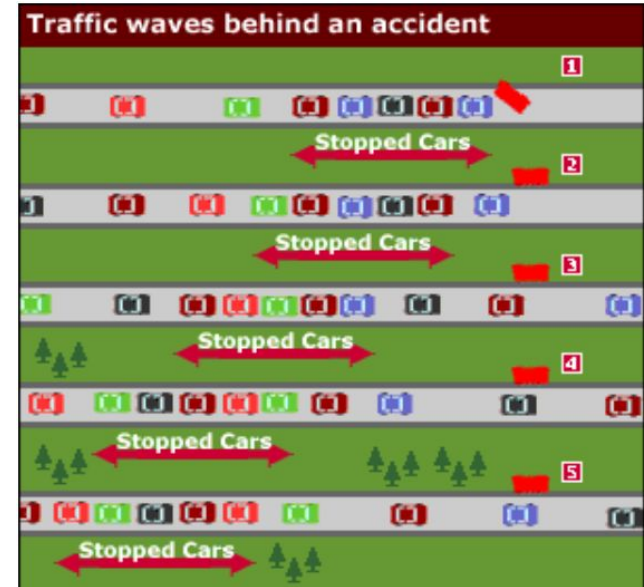 Traffic waves behind an accident
1
Stopped Cars
2
Stopped Cars
3
Stopped Cars
4
Stopped Cars
5
Stopped Cars